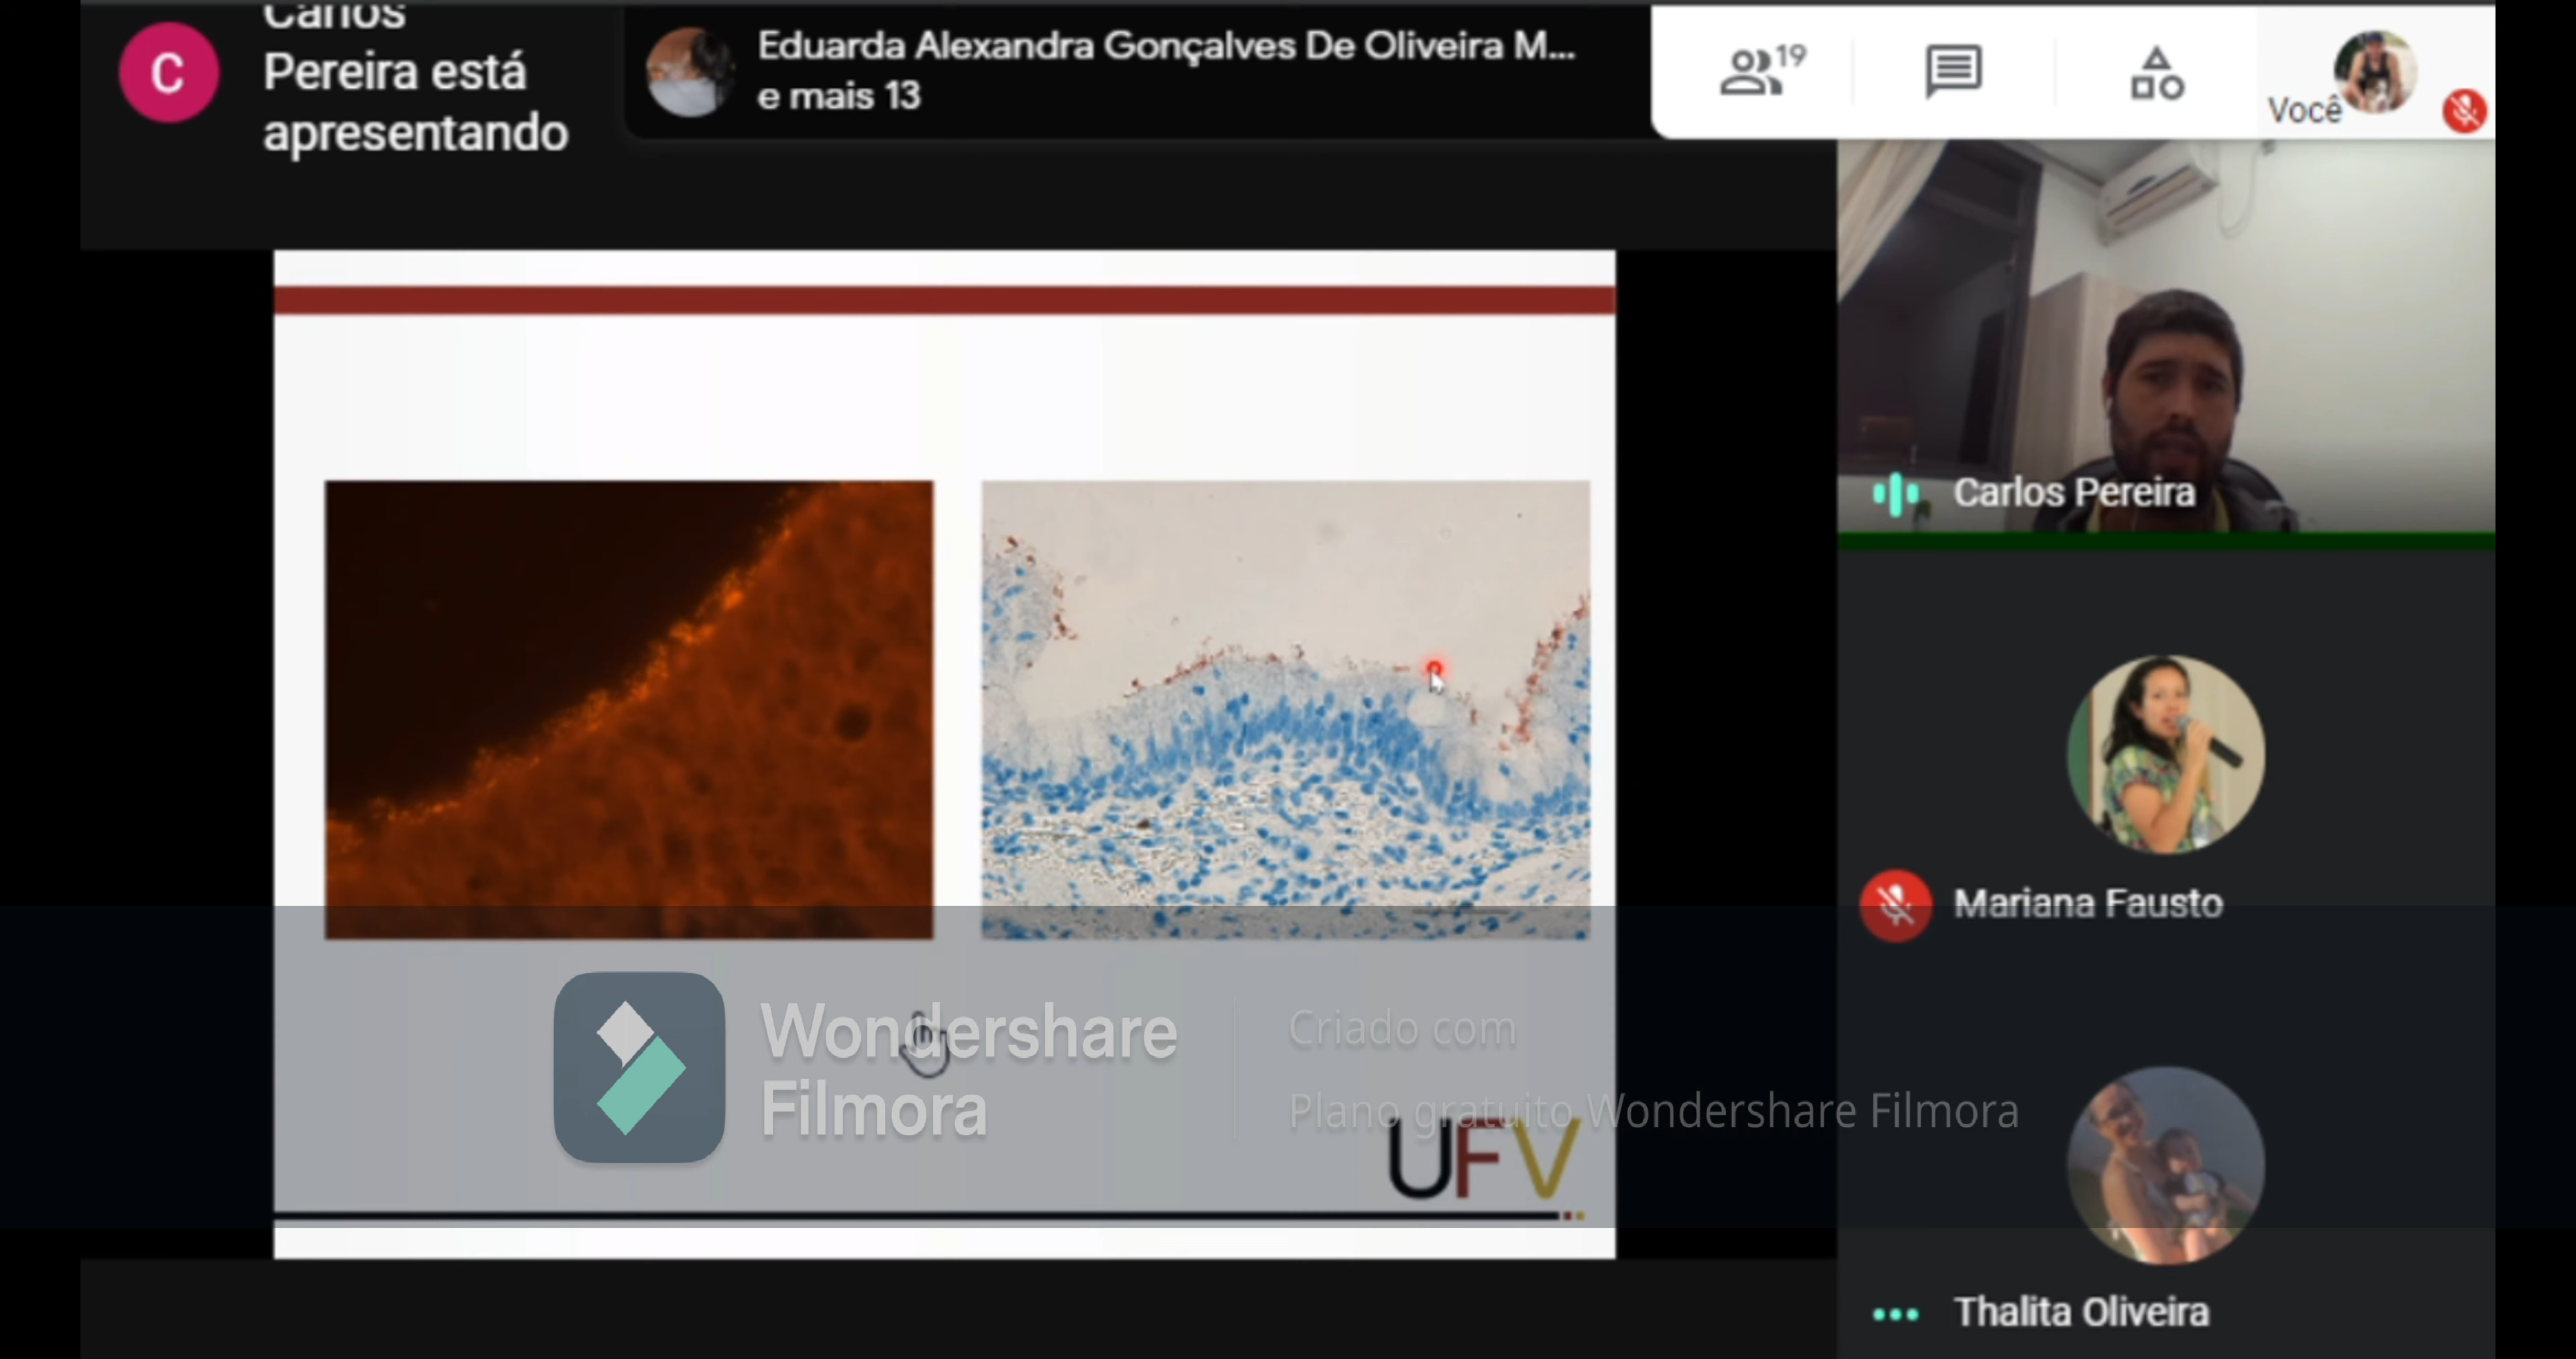 Carlos
Pereira está
apresentando
C
Eduarda Alexandra Gonçalves De Oliveira M...
e mais 13
19
Você
Carlos Pereira
Mariana Fausto
Wondershare
Filmora
Criado com
Plano gratuito Wondershare Filmora
UFV
Thalita Oliveira